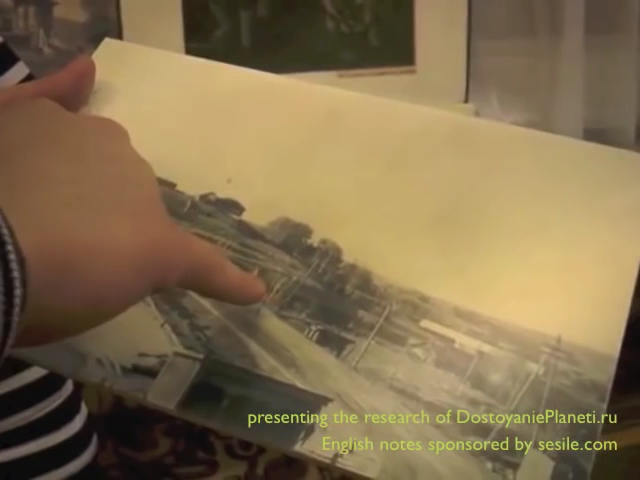 presenting the research of DostoyaniePlaneti.ru
English notes sponsored by sesile.com